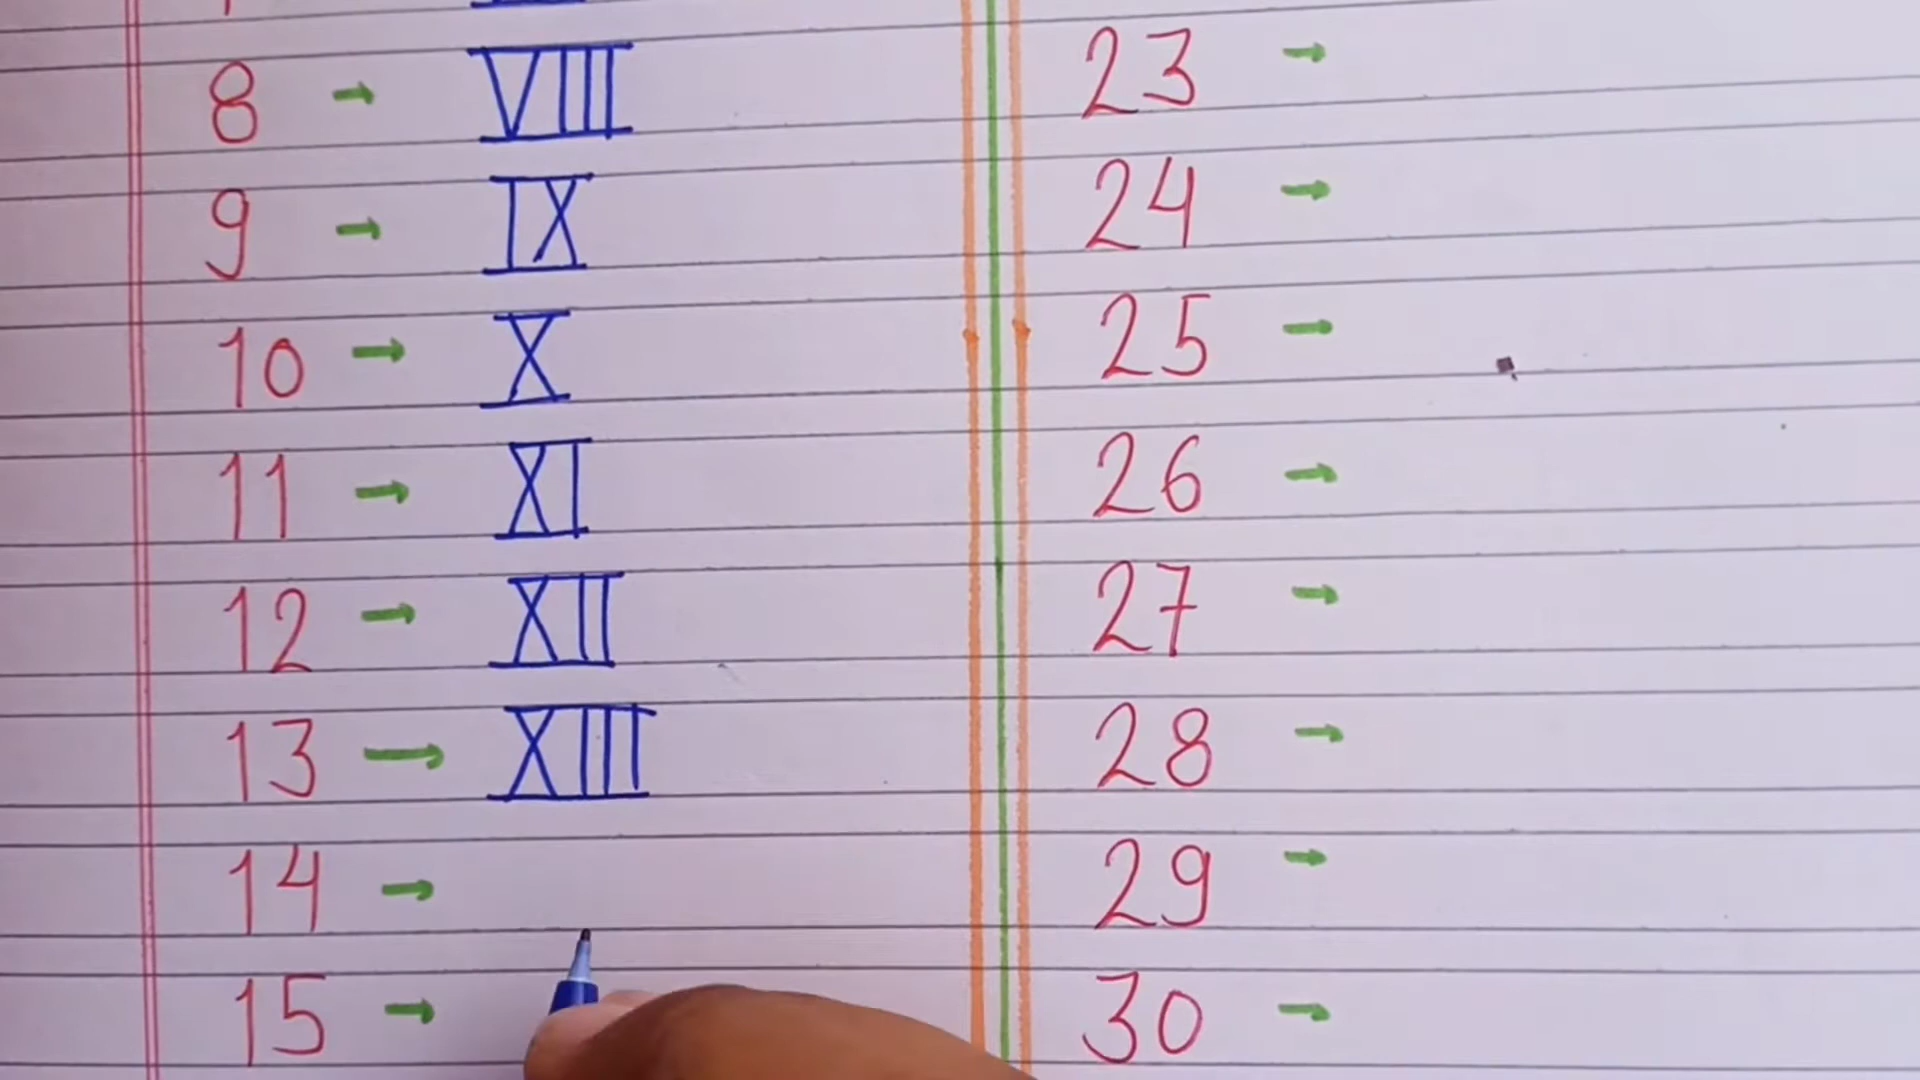 8 → VIII
9 → IX
10 → X
11 → XI
12 → XII
13 → XIII
14 →
15 →
23 →
24 →
25 →
26 →
27 →
28 →
29 →
30 →